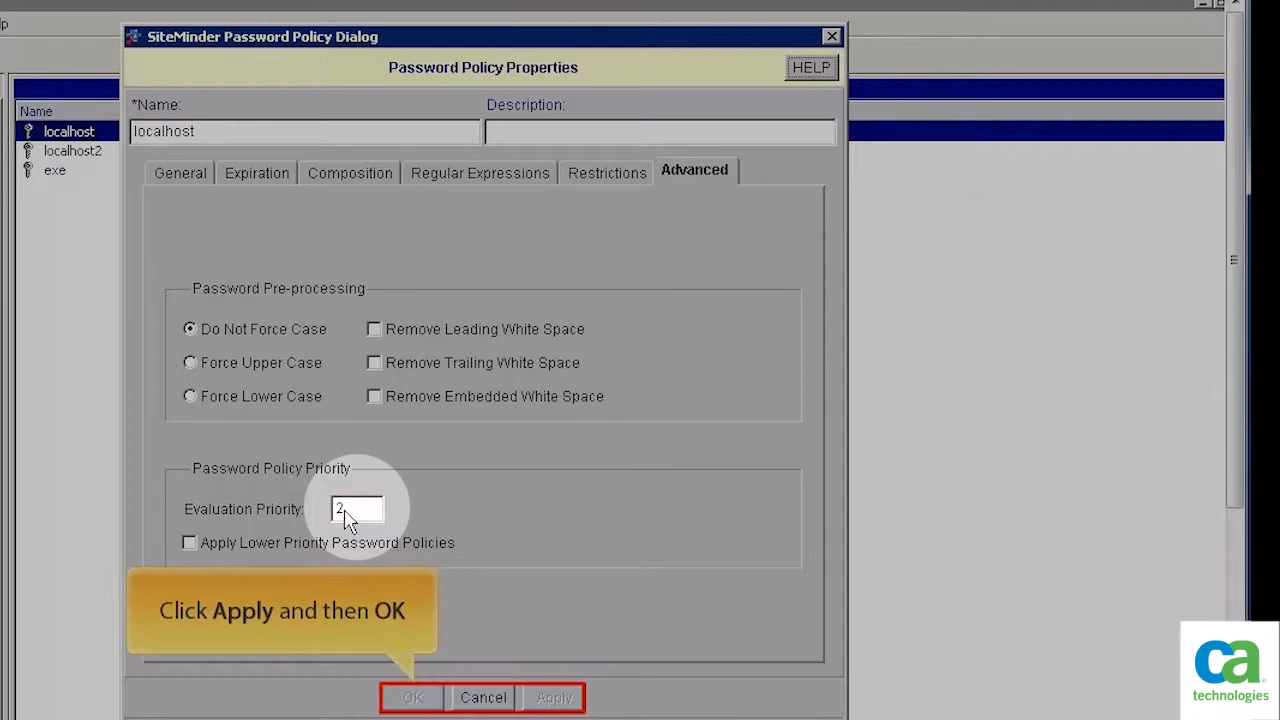 lp
SiteMinder Password Policy Dialog
Password Policy Properties
HELP
*Name:
Description:
Name
localhost
localhost
localhost2
exe
General
Expiration
Composition
Regular Expressions
Restrictions
Advanced
Password Pre-processing
Do Not Force Case
Remove Leading White Space
Force Upper Case
Remove Trailing White Space
Force Lower Case
Remove Embedded White Space
Password Policy Priority
Evaluation Priority:
2
Apply Lower Priority Password Policies
Click Apply and then OK
OK
Cancel
Apply
ca
technologies